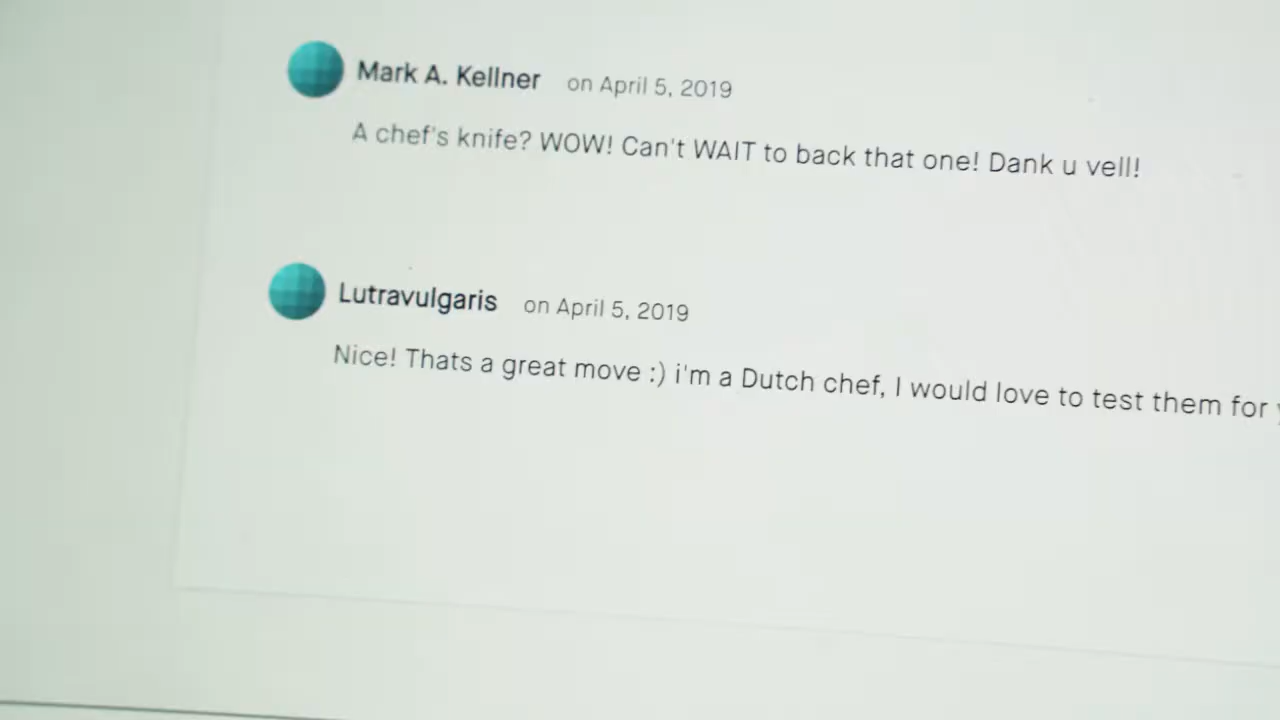 Mark A. Kellner on April 5, 2019
A chef's knife? WOW! Can't WAIT to back that one! Dank u vell!
Lutravulgaris on April 5, 2019
Nice! Thats a great move :) i'm a Dutch chef, I would love to test them for